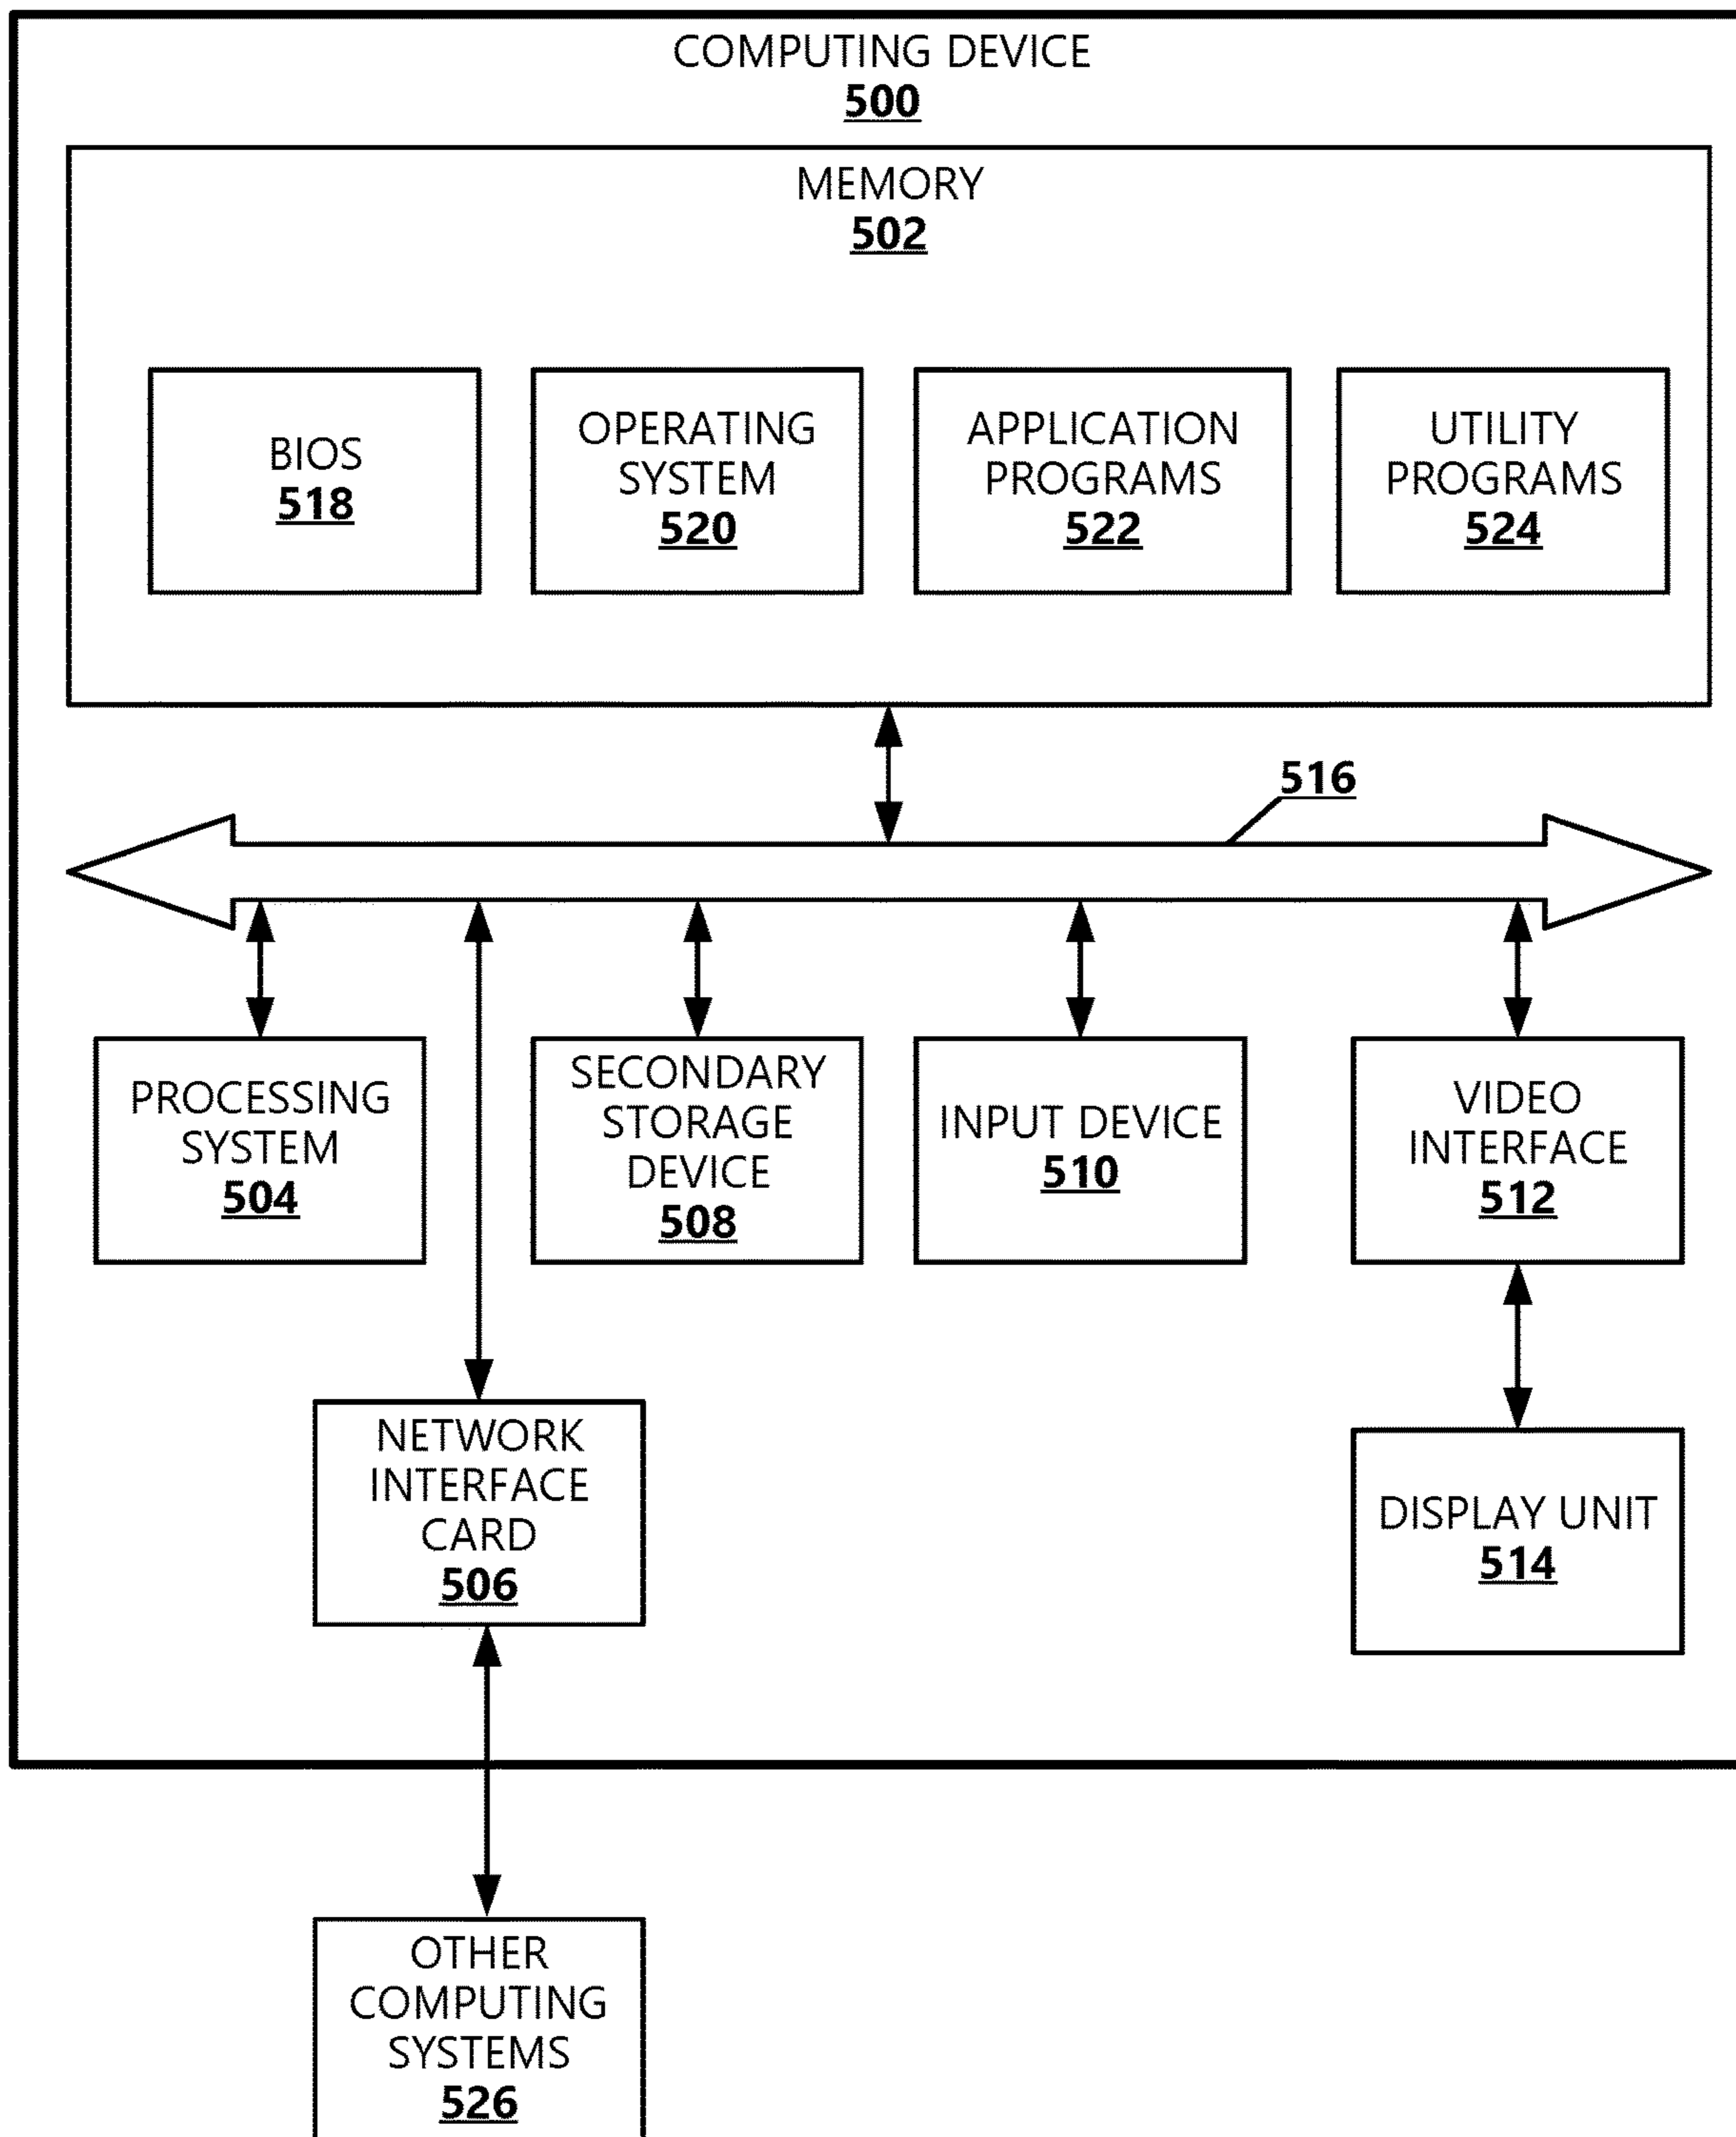 COMPUTING DEVICE
500
MEMORY
502
BIOS
518
OPERATING
SYSTEM
520
APPLICATION
PROGRAMS
522
UTILITY
PROGRAMS
524
516
PROCESSING
SYSTEM
504
SECONDARY
STORAGE
DEVICE
508
INPUT DEVICE
510
VIDEO
INTERFACE
512
NETWORK
INTERFACE
CARD
506
DISPLAY UNIT
514
OTHER
COMPUTING
SYSTEMS
526